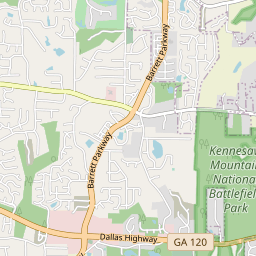 Barrett Parkway
Barrett Parkway
Kennesaw
Mountain
National
Battlefield
Park
Dallas Highway
GA 120